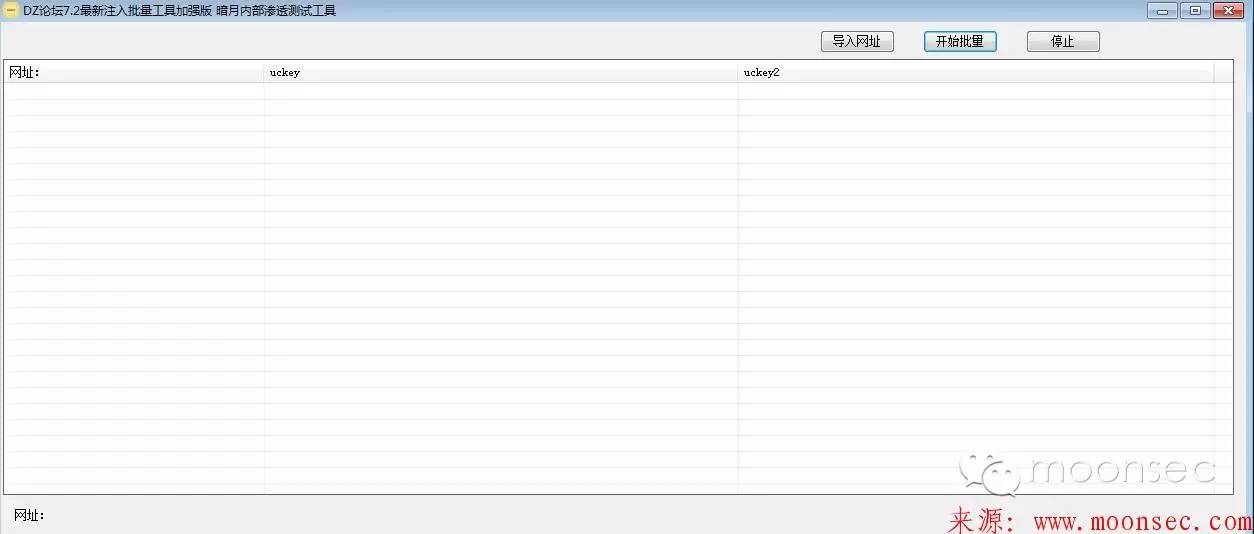 DZ论坛7.2最新注入批量工具加强版 暗月内部渗透测试工具
导入网址 开始批量 停止
网址: uckey uckey2
moonsec
网址:
来源: www.moonsec.com